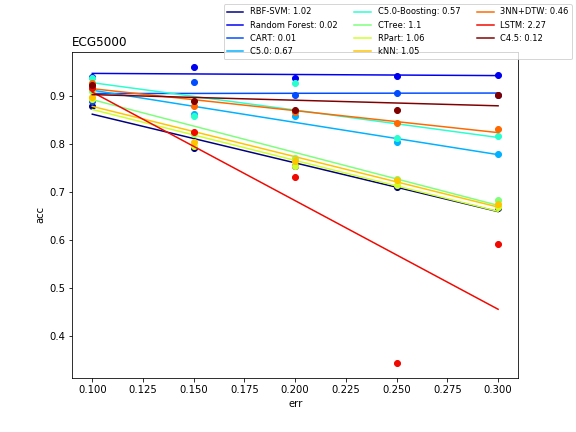 RBF-SVM: 1.02
Random Forest: 0.02
CART: 0.01
C5.0: 0.67
C5.0-Boosting: 0.57
CTree: 1.1
RPart: 1.06
kNN: 1.05
3NN+DTW: 0.46
LSTM: 2.27
C4.5: 0.12
ECG5000
acc
0.9
0.8
0.7
0.6
0.5
0.4
0.100 0.125 0.150 0.175 0.200 0.225 0.250 0.275 0.300
err